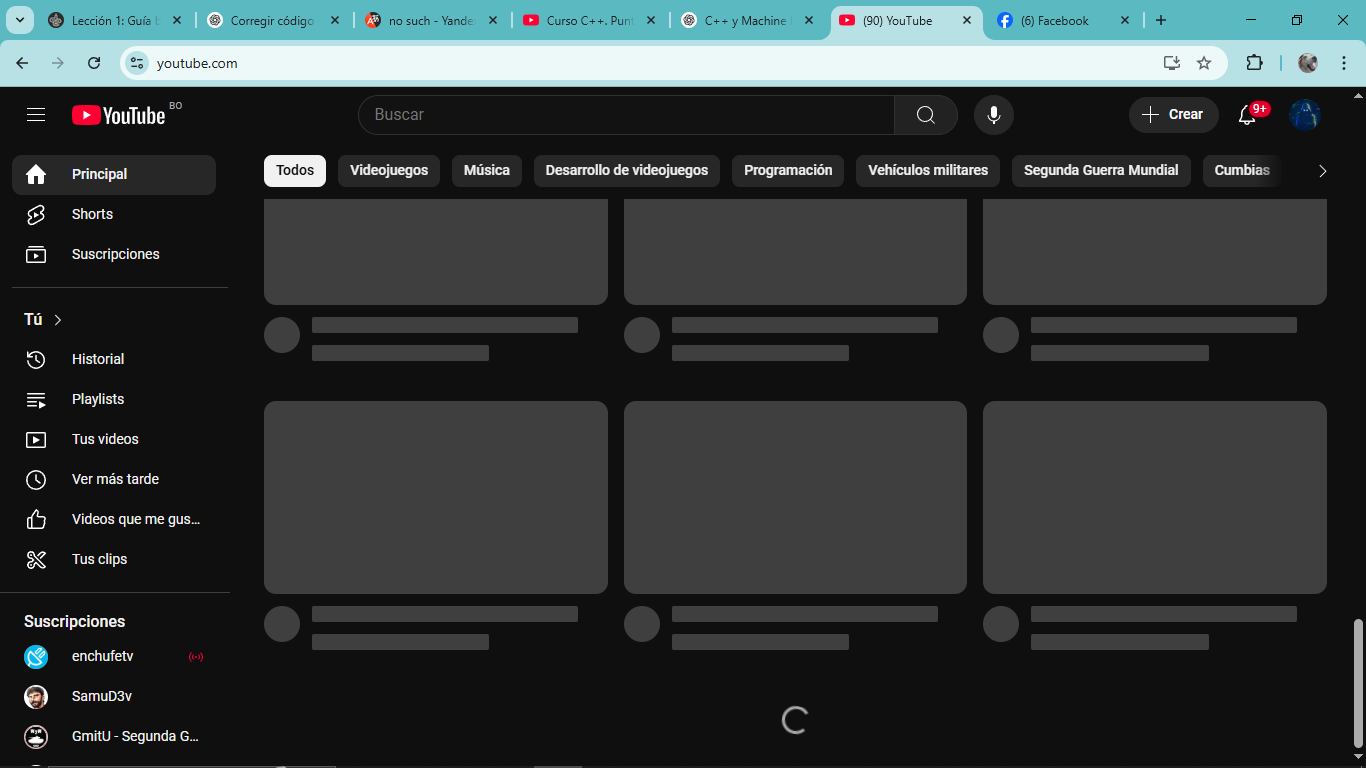 Lección 1: Guía
Corregir código
no such - Yande
Curso C++. Pun
C++ y Machine
(90) YouTube
(6) Facebook
youtube.com
YouTube
BO
Buscar
Crear
9+
Principal
Shorts
Suscripciones
Todos
Videojuegos
Música
Desarrollo de videojuegos
Programación
Vehículos militares
Segunda Guerra Mundial
Cumbias
Tú
Historial
Playlists
Tus videos
Ver más tarde
Videos que me gus...
Tus clips
Suscripciones
enchufetv
SamuD3v
GmitU - Segunda G...